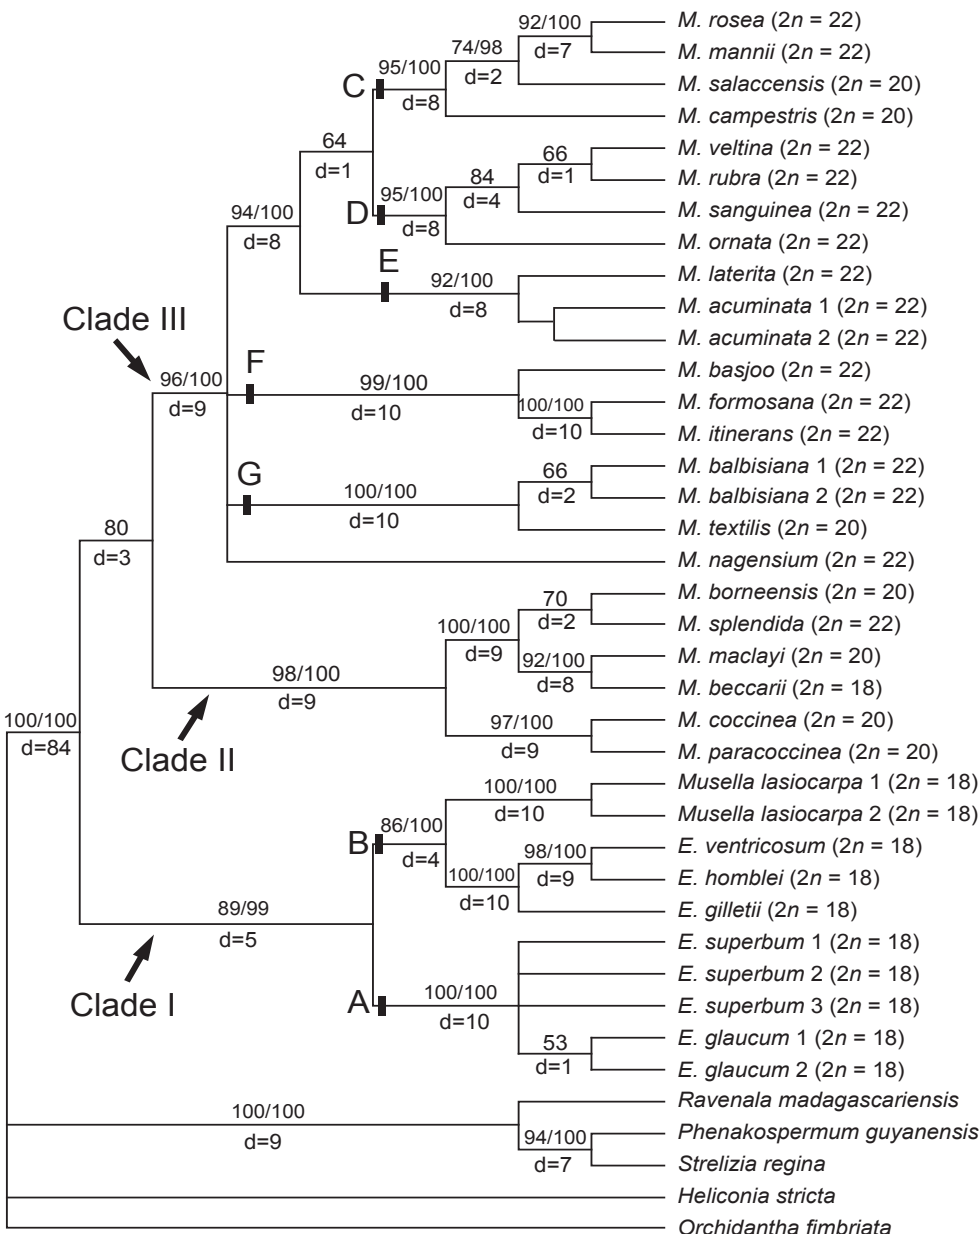 92/100
M. rosea (2n = 22)
74/98
d=7
M. mannii (2n = 22)
95/100
d=2
M. salaccensis (2n = 20)
C
d=8
M. campestris (2n = 20)
64
d=1
66
M. veltina (2n = 22)
84
d=1
M. rubra (2n = 22)
95/100
d=4
M. sanguinea (2n = 22)
94/100
D
d=8
d=8
M. ornata (2n = 22)
E
92/100
M. laterita (2n = 22)
d=8
M. acuminata 1 (2n = 22)
Clade III
M. acuminata 2 (2n = 22)
F
96/100
99/100
M. basjoo (2n = 22)
d=9
d=10
100/100
M. formosana (2n = 22)
d=10
M. itinerans (2n = 22)
G
66
M. balbisiana 1 (2n = 22)
100/100
d=2
M. balbisiana 2 (2n = 22)
80
d=10
M. textilis (2n = 20)
d=3
M. nagensium (2n = 22)
70
M. borneensis (2n = 20)
100/100
d=2
M. splendida (2n = 22)
98/100
d=9
92/100
M. maclayi (2n = 20)
d=9
d=8
M. beccarii (2n = 18)
100/100
97/100
M. coccinea (2n = 20)
d=84
Clade II
d=9
M. paracoccinea (2n = 20)
100/100
Musella lasiocarpa 1 (2n = 18)
d=10
Musella lasiocarpa 2 (2n = 18)
86/100
B
d=4
98/100
E. ventricosum (2n = 18)
100/100
d=9
E. homblei (2n = 18)
89/99
d=10
E. gilletii (2n = 18)
d=5
E. superbum 1 (2n = 18)
E. superbum 2 (2n = 18)
Clade I
A
100/100
E. superbum 3 (2n = 18)
d=10
53
E. glaucum 1 (2n = 18)
d=1
E. glaucum 2 (2n = 18)
100/100
Ravenala madagascariensis
d=9
94/100
Phenakospermum guyanensis
d=7
Strelizia regina
Heliconia stricta
Orchidantha fimbriata